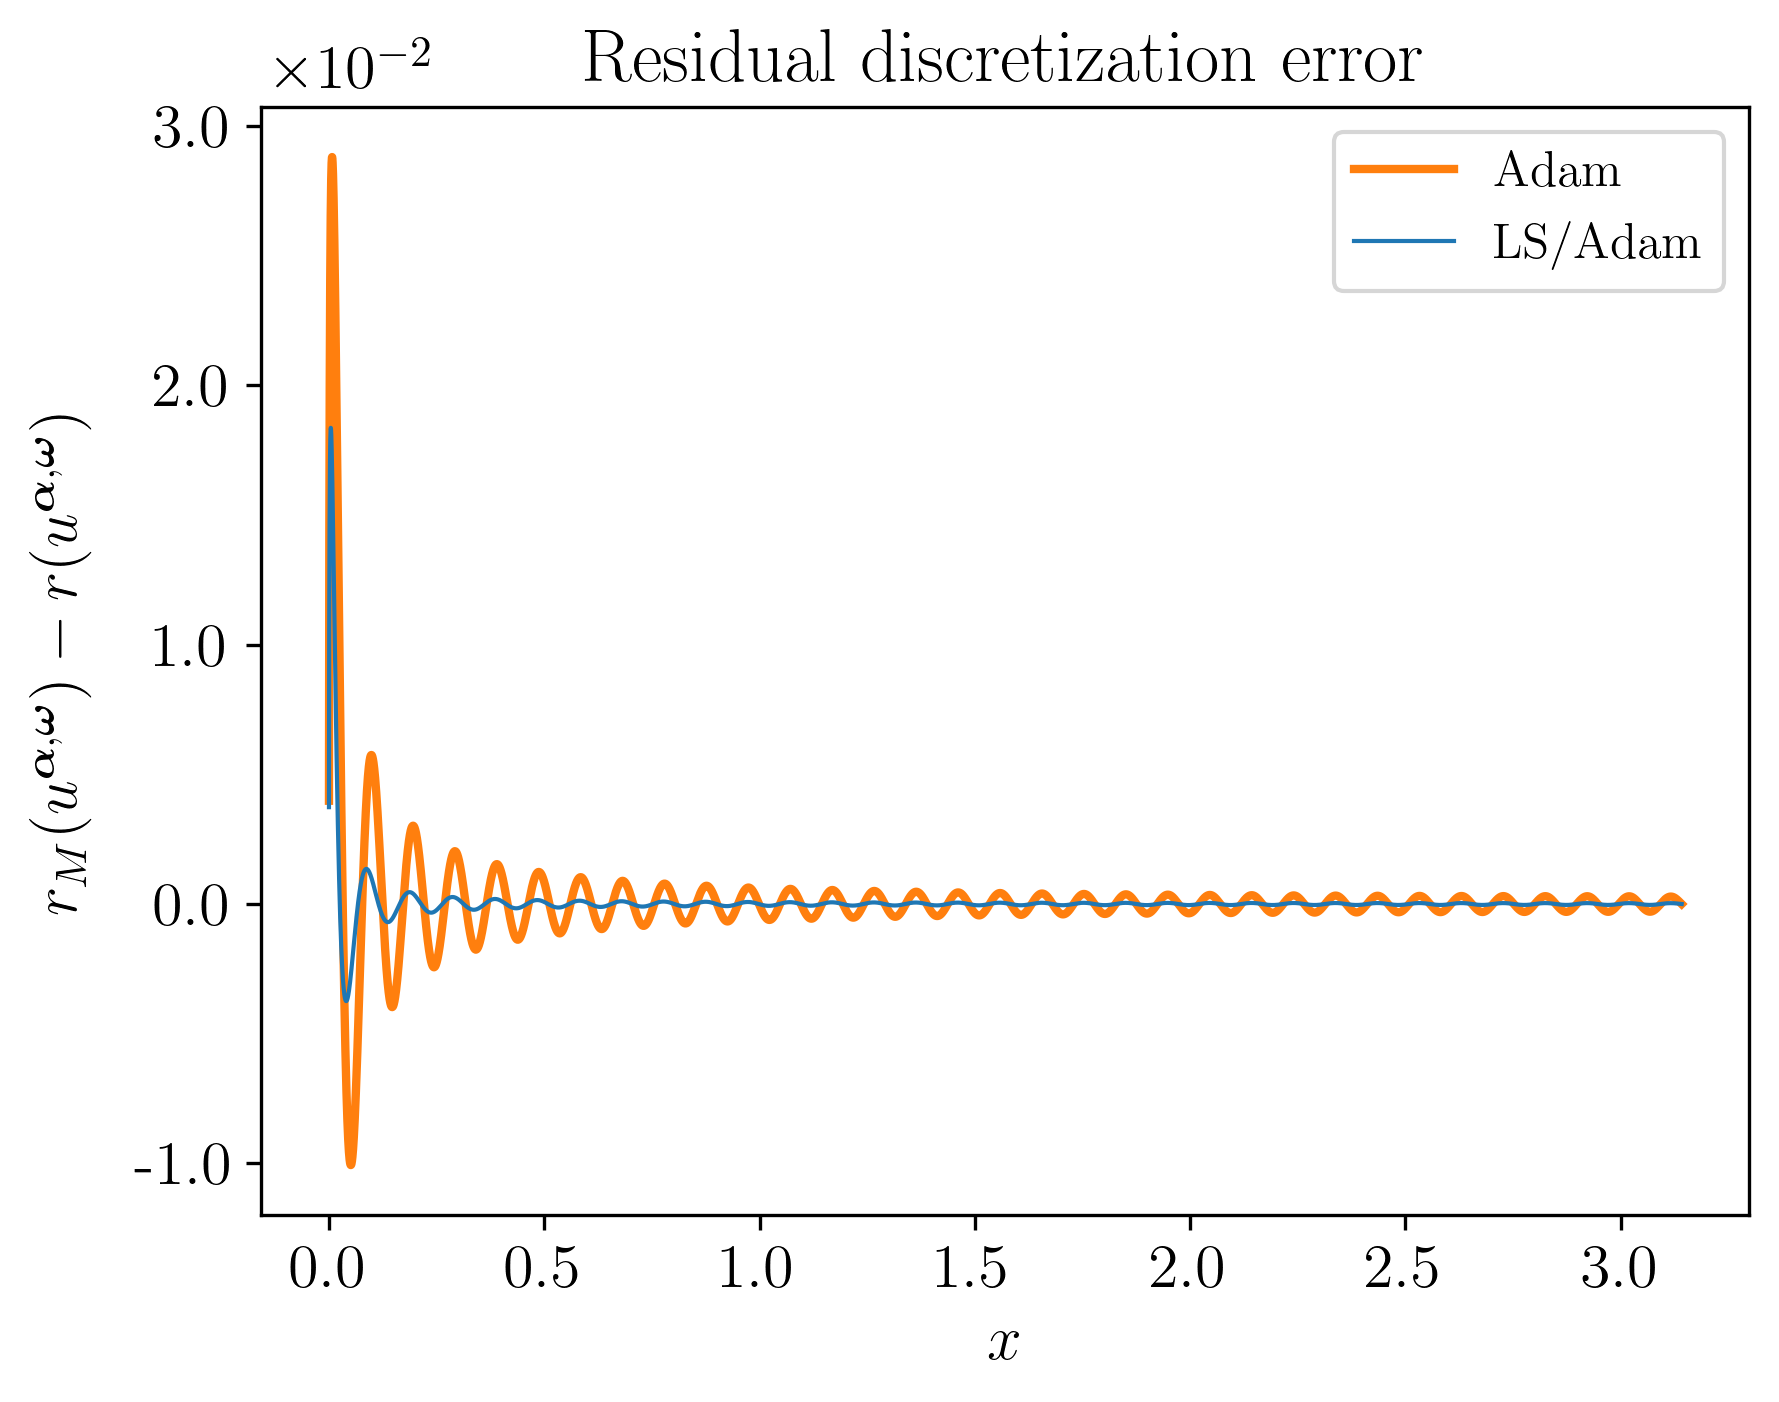 Residual discretization error
×10⁻²
3.0
2.0
1.0
0.0
-1.0
r_M(u^{α,ω}) − r(u^{α,ω})
Adam
LS/Adam
0.0 0.5 1.0 1.5 2.0 2.5 3.0
x